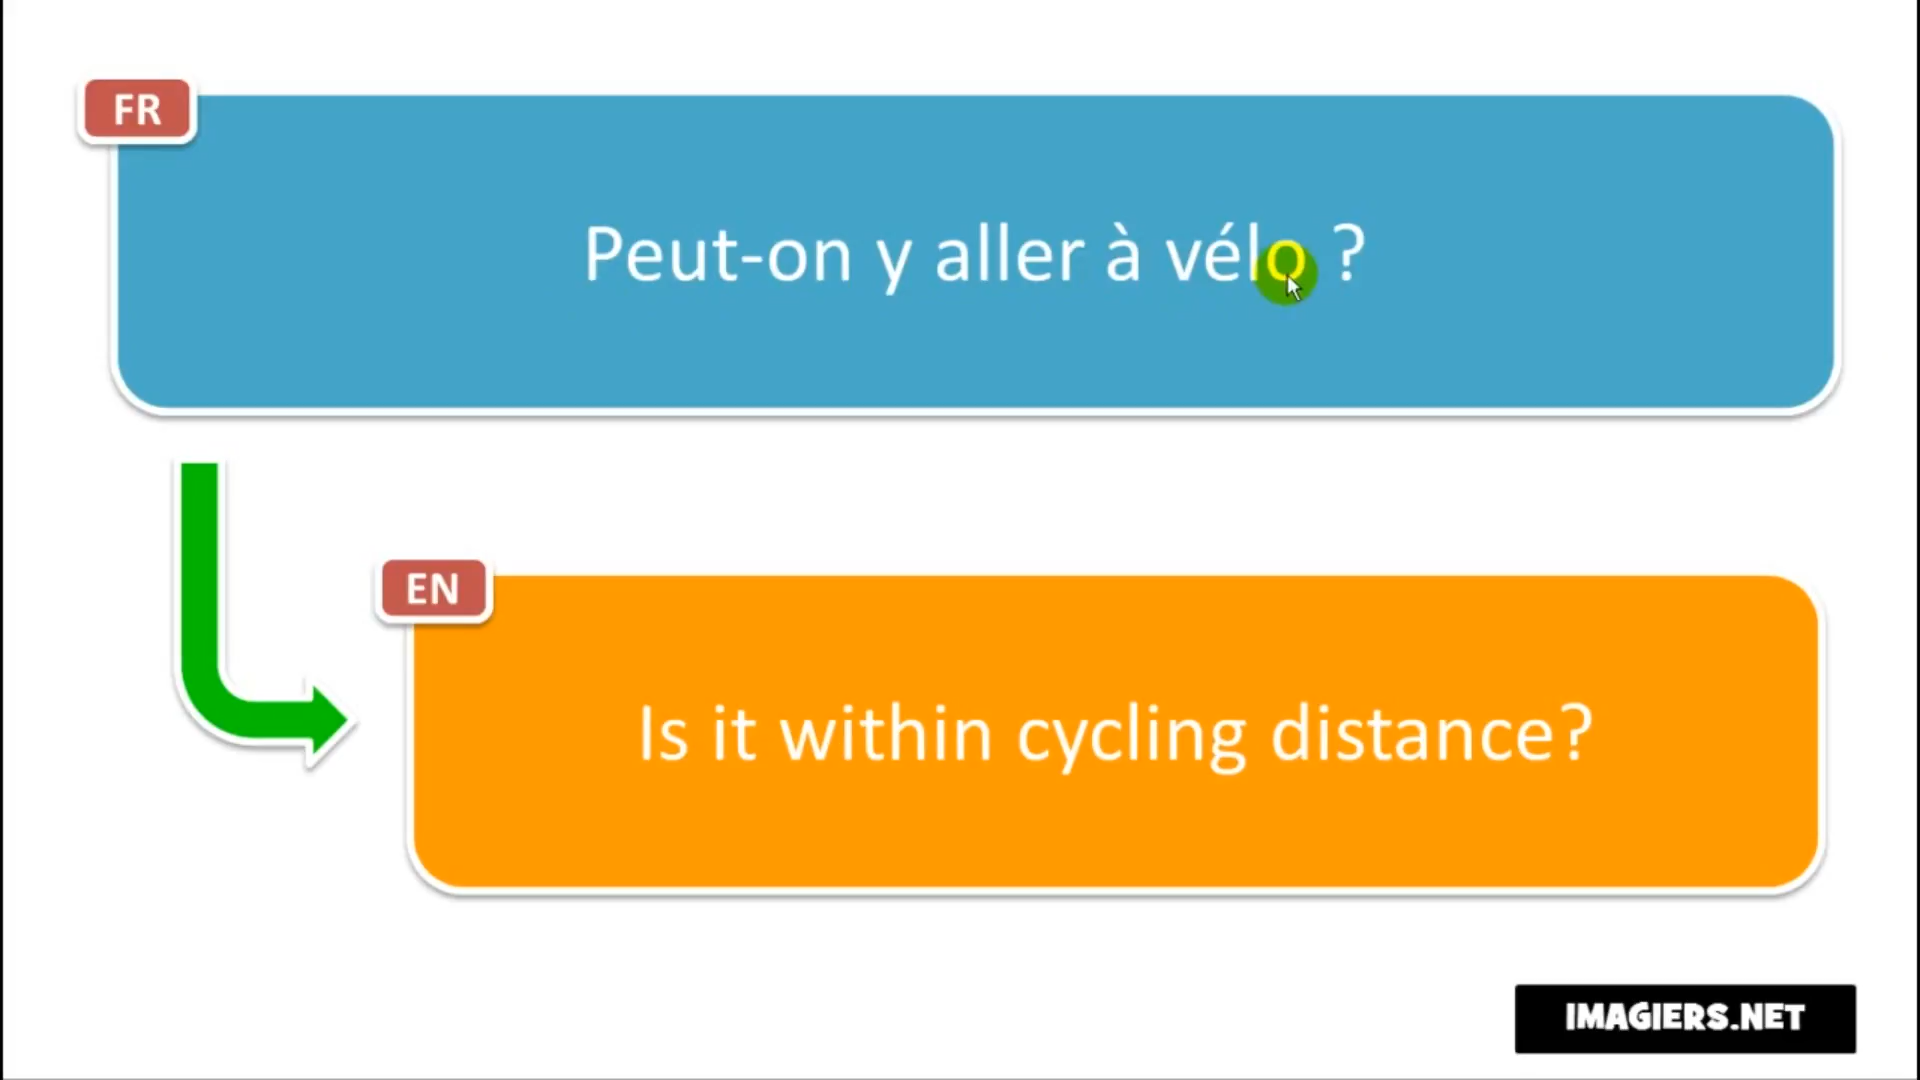 FR
Peut-on y aller à vélo ?
EN
Is it within cycling distance?
IMAGIERS.NET